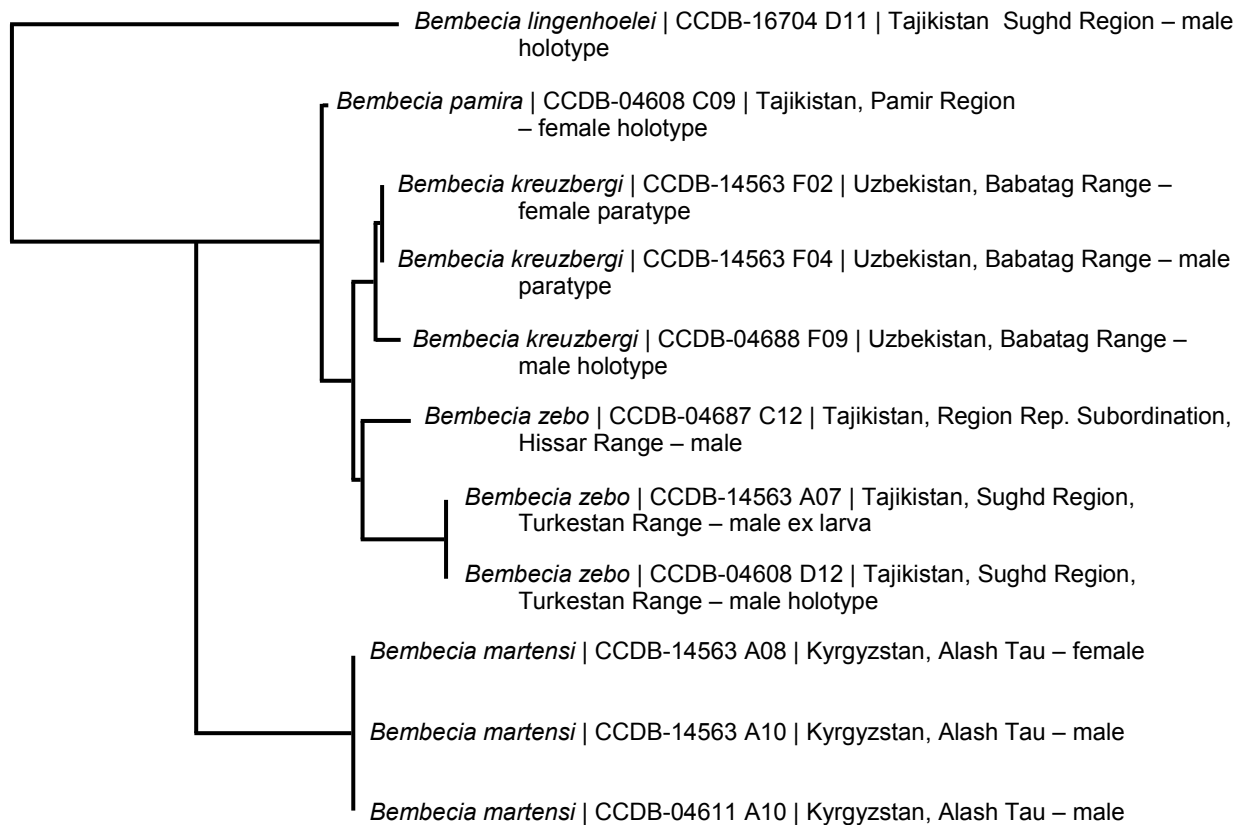 Bembecia lingenhoelei | CCDB-16704 D11 | Tajikistan  Sughd Region – male
holotype
Bembecia pamira | CCDB-04608 C09 | Tajikistan, Pamir Region
– female holotype
Bembecia kreuzbergi | CCDB-14563 F02 | Uzbekistan, Babatag Range –
female paratype
Bembecia kreuzbergi | CCDB-14563 F04 | Uzbekistan, Babatag Range – male
paratype
Bembecia kreuzbergi | CCDB-04688 F09 | Uzbekistan, Babatag Range –
male holotype
Bembecia zebo | CCDB-04687 C12 | Tajikistan, Region Rep. Subordination,
Hissar Range – male
Bembecia zebo | CCDB-14563 A07 | Tajikistan, Sughd Region,
Turkestan Range – male ex larva
Bembecia zebo | CCDB-04608 D12 | Tajikistan, Sughd Region,
Turkestan Range – male holotype
Bembecia martensi | CCDB-14563 A08 | Kyrgyzstan, Alash Tau – female
Bembecia martensi | CCDB-14563 A10 | Kyrgyzstan, Alash Tau – male
Bembecia martensi | CCDB-04611 A10 | Kyrgyzstan, Alash Tau – male